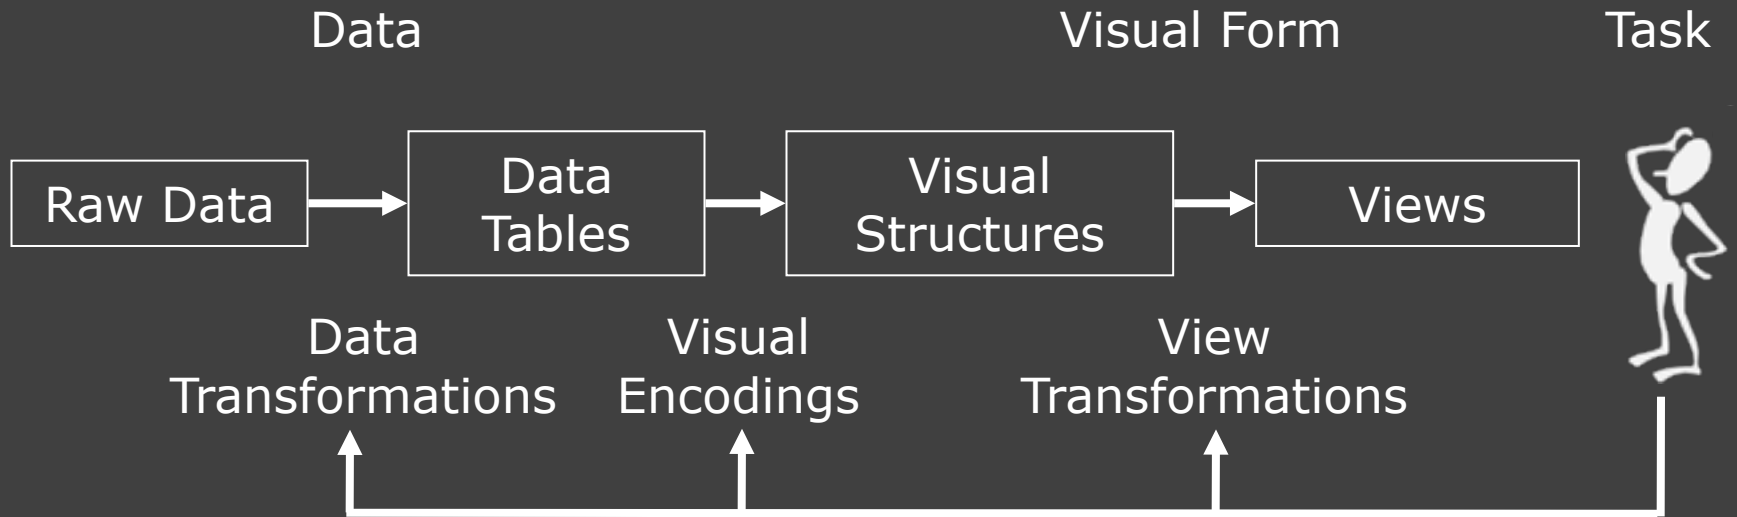 Data
Visual Form
Task
Raw Data
Data
Tables
Visual
Structures
Views
Data
Transformations
Visual
Encodings
View
Transformations